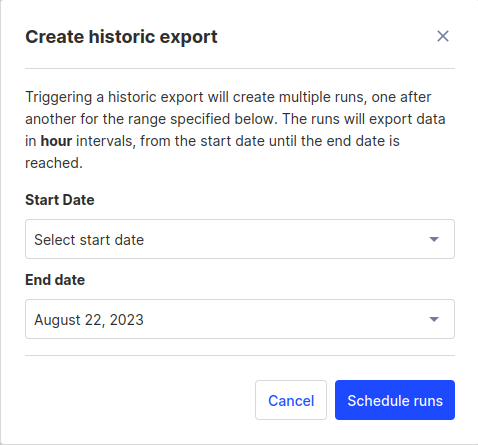 Create historic export
Triggering a historic export will create multiple runs, one after
another for the range specified below. The runs will export data
in hour intervals, from the start date until the end date is
reached.
Start Date
Select start date
End date
August 22, 2023
Cancel
Schedule runs